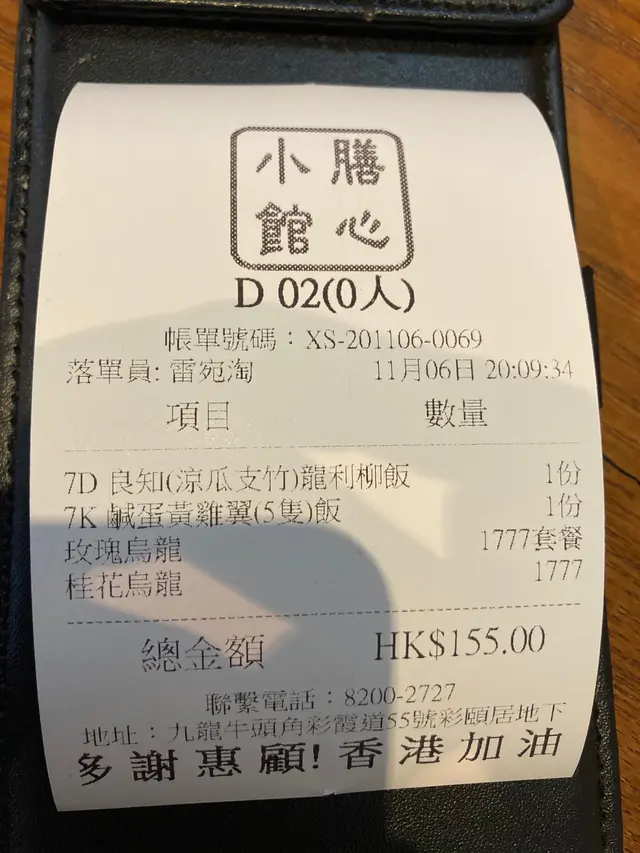 膳心
小館
D 02(0人)
帳單號碼：XS-201106-0069
落單員: 雷宛淘 11月06日 20:09:34
項目 數量
7D 良知(涼瓜支竹)龍利柳飯 1份
7K 鹹蛋黃雞翼(5隻)飯 1份
玫瑰烏龍 1777套餐
桂花烏龍 1777
總金額 HK$155.00
聯繫電話：8200-2727
地址：九龍牛頭角彩霞道55號彩頤居地下
多謝惠顧! 香港加油